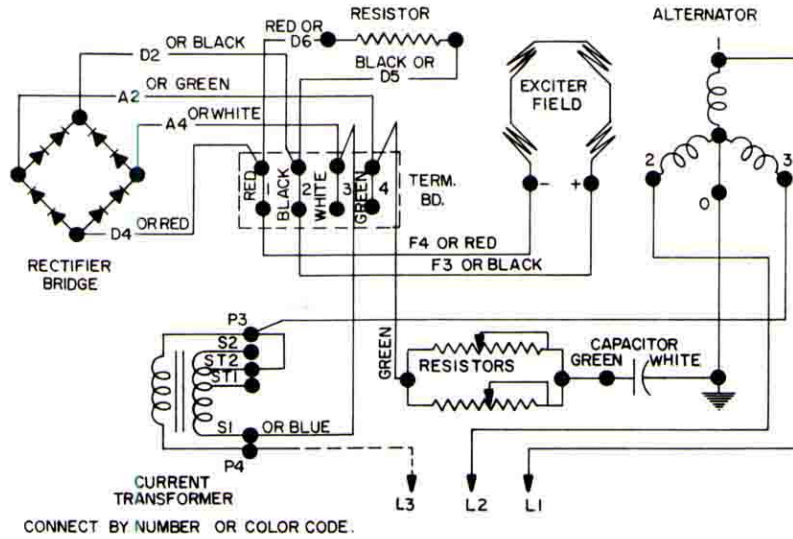 RESISTOR
ALTERNATOR
RED OR
D6
D2 OR BLACK
BLACK OR
D5
A2 OR GREEN
A4 OR WHITE
EXCITER
FIELD
1
2
3
0
RED
1
BLACK
2
WHITE
3
GREEN
4
TERM.
BD.
- +
D4 OR RED
RECTIFIER
BRIDGE
F4 OR RED
F3 OR BLACK
P3
S2
ST2
ST1
S1 OR BLUE
P4
GREEN
RESISTORS
CAPACITOR
GREEN WHITE
CURRENT
TRANSFORMER
L3 L2 L1
CONNECT BY NUMBER OR COLOR CODE.